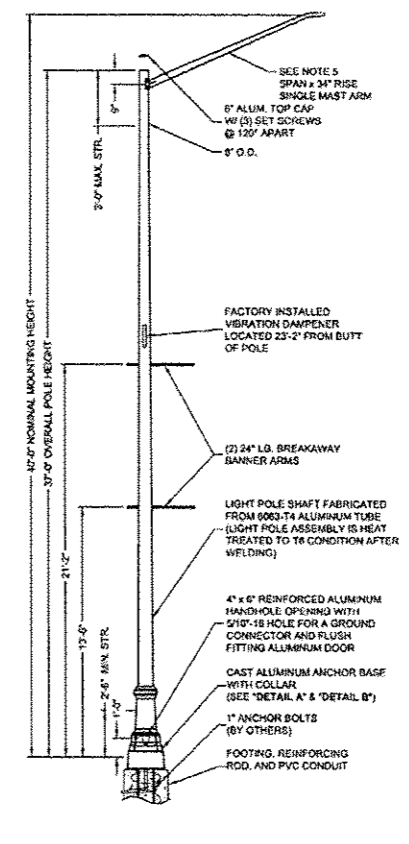 SEE NOTE 5
SPAN x 34" RISE
SINGLE MAST ARM
6" ALUM. TOP CAP
W/ (3) SET SCREWS
@ 120° APART
6" O.D.
9"
3'-0" MAX. STR.
40'-0" NOMINAL MOUNTING HEIGHT
33'-0" OVERALL POLE HEIGHT
FACTORY INSTALLED
VIBRATION DAMPENER
LOCATED 23'-2" FROM BUTT
OF POLE
21'-2"
(2) 24" LG. BREAKAWAY
BANNER ARMS
13'-6"
LIGHT POLE SHAFT FABRICATED
FROM 6063-T4 ALUMINUM TUBE
(LIGHT POLE ASSEMBLY IS HEAT
TREATED TO T6 CONDITION AFTER
WELDING)
2'-6" MIN. STR.
1'-0"
4" x 6" REINFORCED ALUMINUM
HANDHOLE OPENING WITH
5/16"-18 HOLE FOR A GROUND
CONNECTOR AND FLUSH
FITTING ALUMINUM DOOR
CAST ALUMINUM ANCHOR BASE
WITH COLLAR
(SEE "DETAIL A" & "DETAIL B")
1" ANCHOR BOLTS
(BY OTHERS)
FOOTING, REINFORCING
ROD, AND PVC CONDUIT